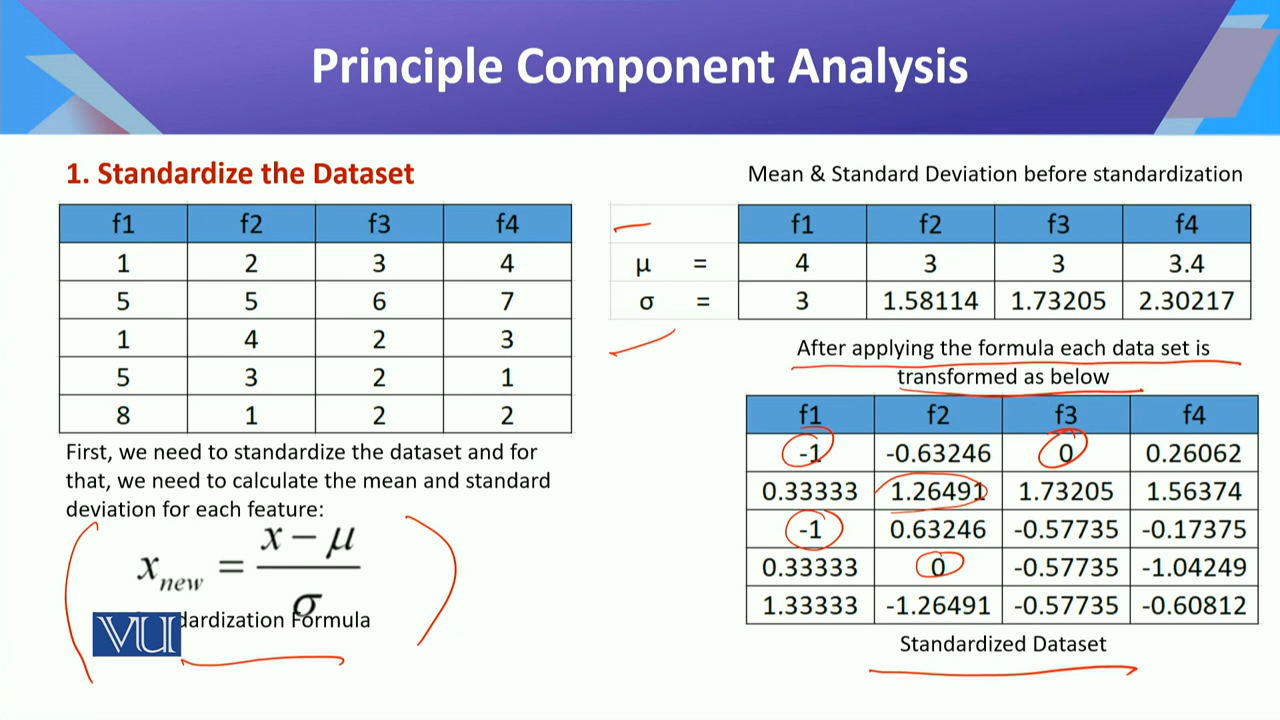 Principle Component Analysis
1. Standardize the Dataset
f1 f2 f3 f4
1 2 3 4
5 5 6 7
1 4 2 3
5 3 2 1
8 1 2 2
First, we need to standardize the dataset and for
that, we need to calculate the mean and standard
deviation for each feature:
x_new = (x − μ) / σ
dardization Formula
VU
Mean & Standard Deviation before standardization
f1 f2 f3 f4
μ = 4 3 3 3.4
σ = 3 1.58114 1.73205 2.30217
After applying the formula each data set is
transformed as below
f1 f2 f3 f4
-1 -0.63246 0 0.26062
0.33333 1.26491 1.73205 1.56374
-1 0.63246 -0.57735 -0.17375
0.33333 0 -0.57735 -1.04249
1.33333 -1.26491 -0.57735 -0.60812
Standardized Dataset